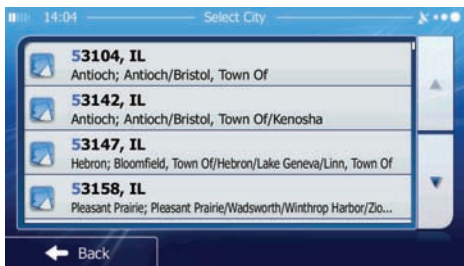 14:04 Select City
53104, IL
Antioch; Antioch/Bristol, Town Of
53142, IL
Antioch; Antioch/Bristol, Town Of/Kenosha
53147, IL
Hebron; Bloomfield, Town Of/Hebron/Lake Geneva/Linn, Town Of
53158, IL
Pleasant Prairie; Pleasant Prairie/Wadsworth/Winthrop Harbor/Zio...
Back